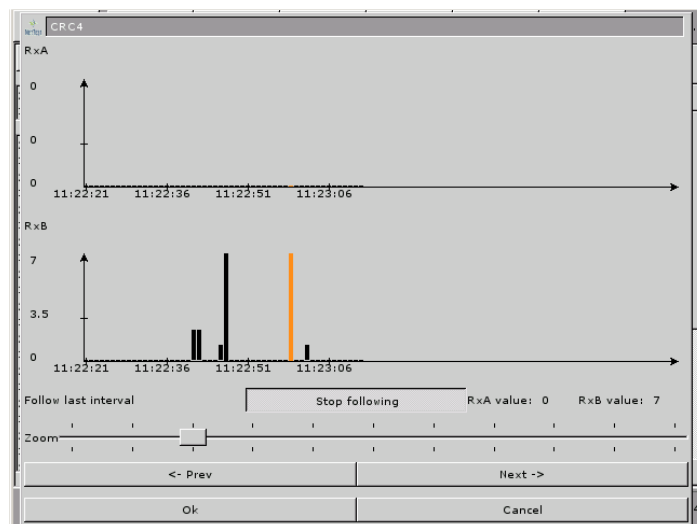 CRC4
RxA
0
0
0
11:22:21 11:22:36 11:22:51 11:23:06
RxB
7
3.5
0
11:22:21 11:22:36 11:22:51 11:23:06
Follow last interval Stop following RxA value: 0 RxB value: 7
Zoom
<- Prev Next ->
Ok Cancel